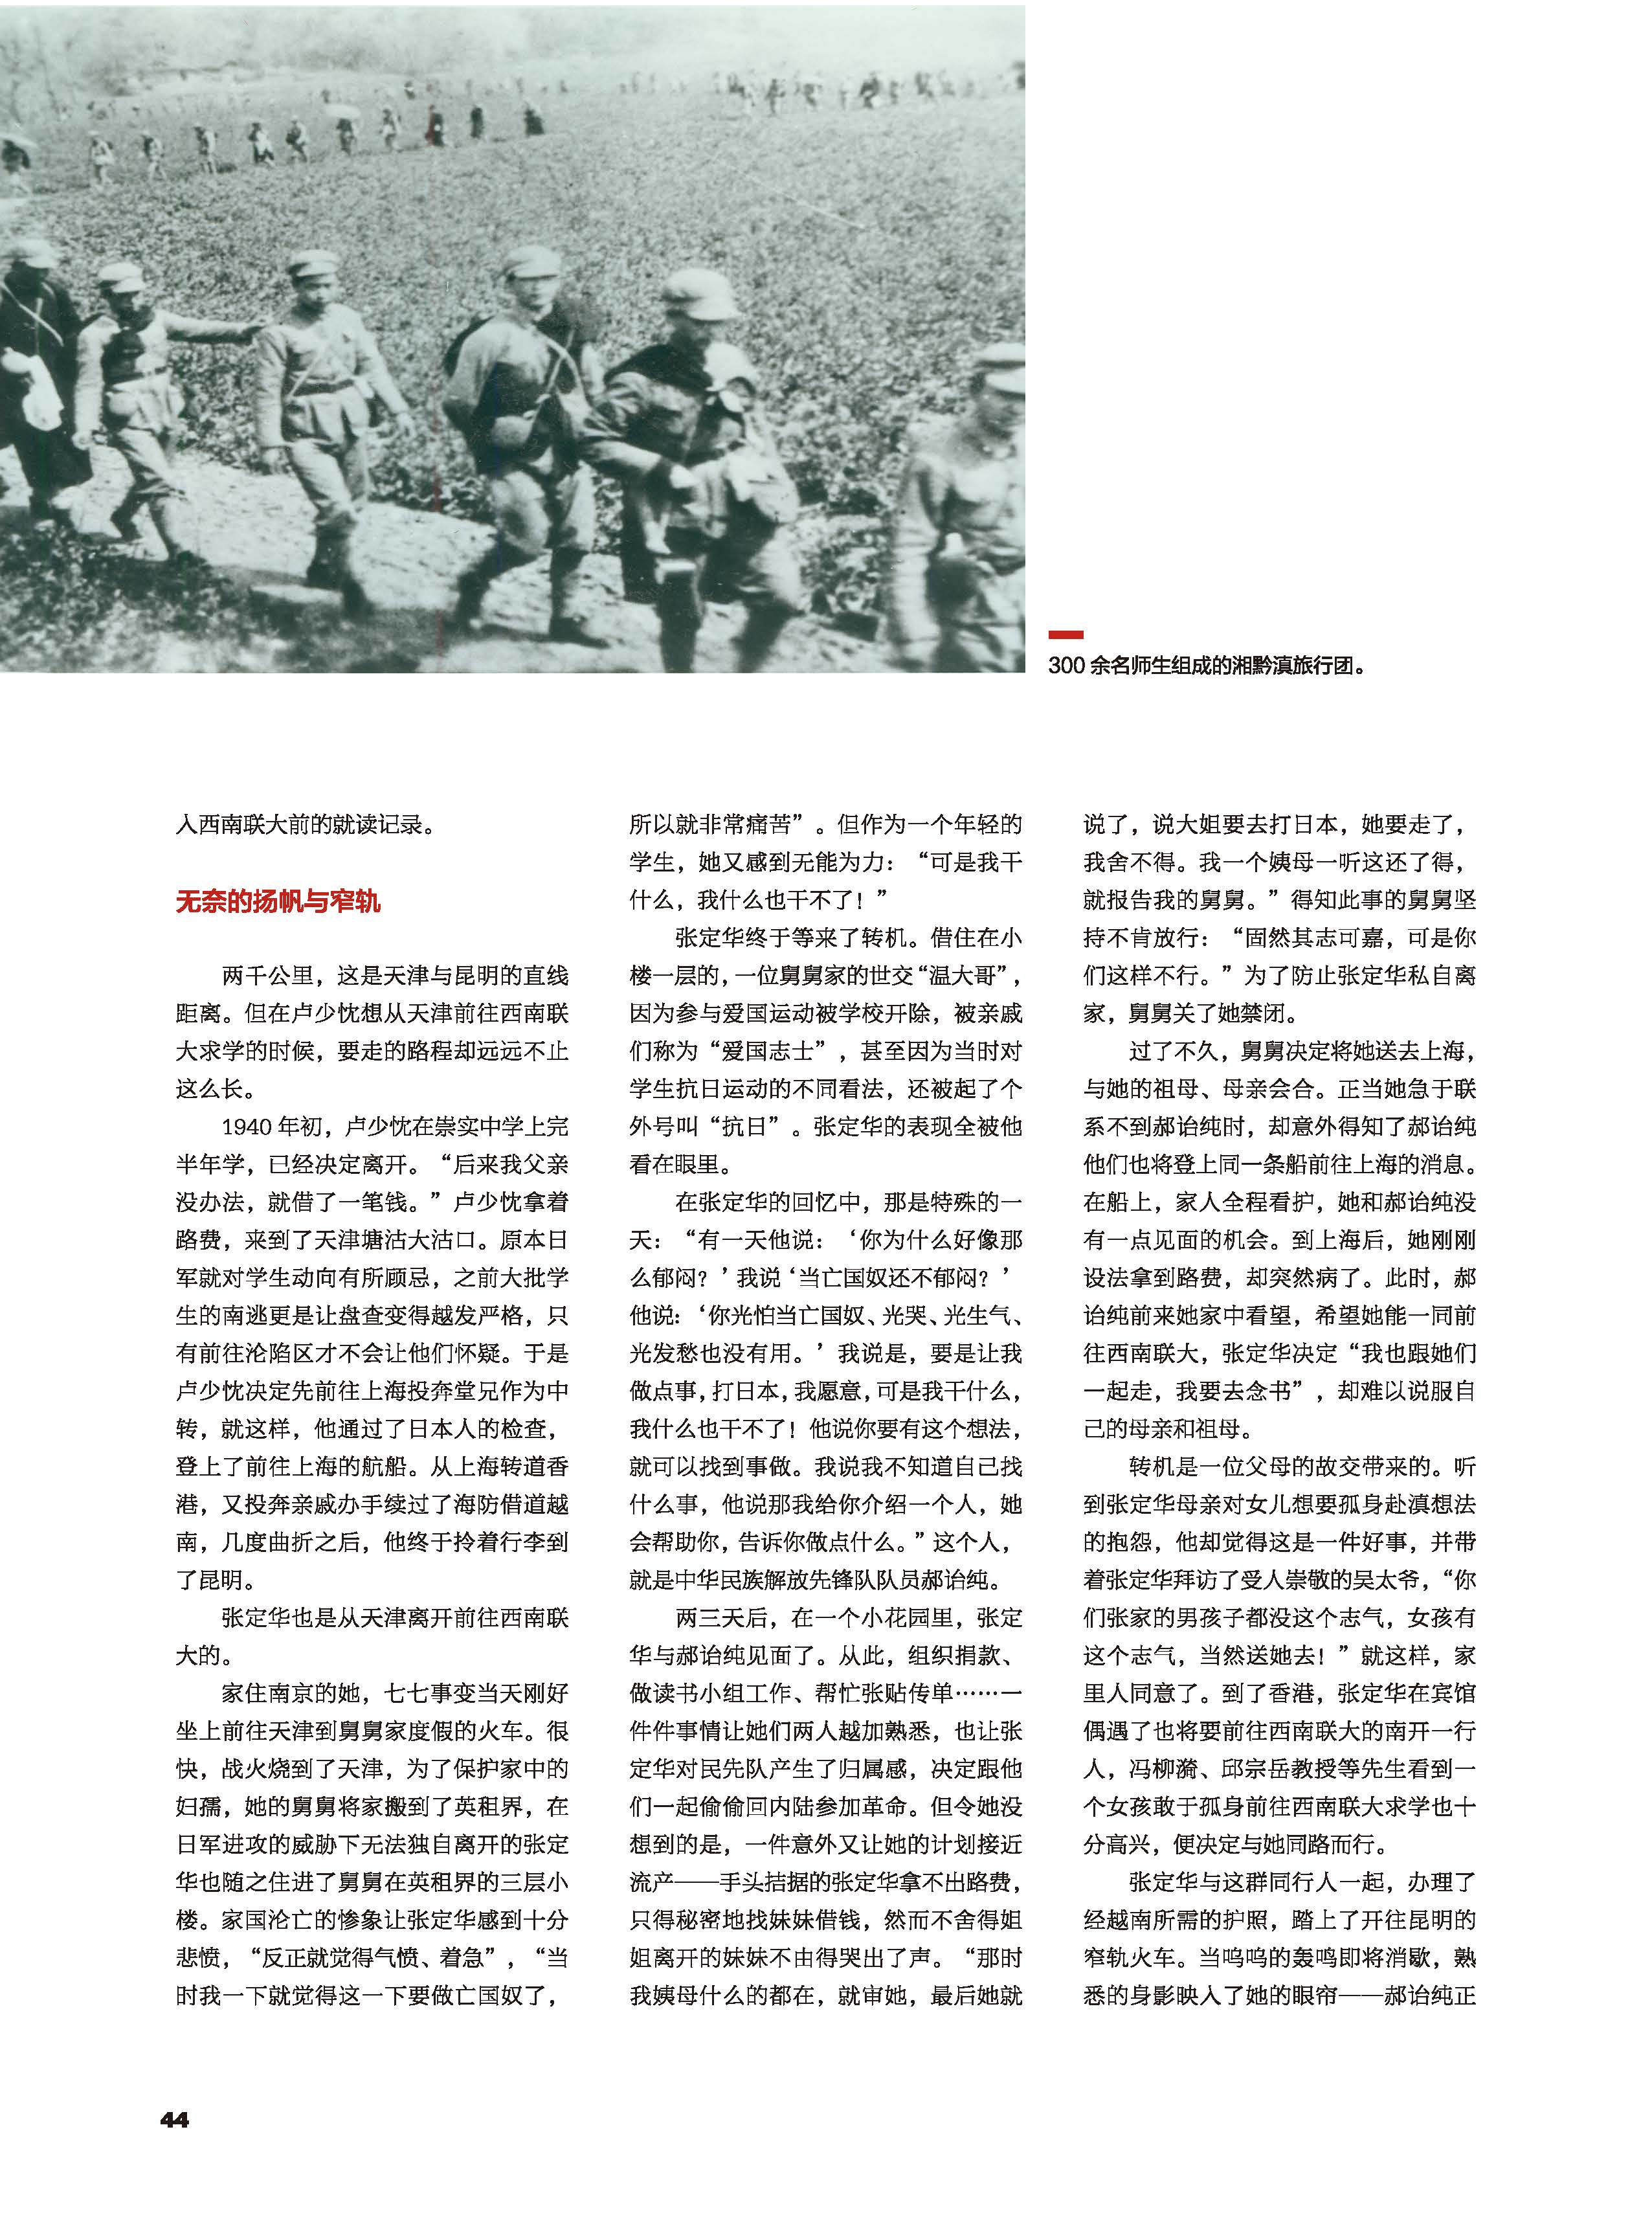 300 余名师生组成的湘黔滇旅行团。
入西南联大前的就读记录。
无奈的扬帆与窄轨
两千公里，这是天津与昆明的直线
距离。但在卢少忱想从天津前往西南联
大求学的时候，要走的路程却远远不止
这么长。
1940 年初，卢少忱在崇实中学上完
半年学，已经决定离开。“后来我父亲
没办法，就借了一笔钱。”卢少忱拿着
路费，来到了天津塘沽大沽口。原本日
军就对学生动向有所顾忌，之前大批学
生的南逃更是让盘查变得越发严格，只
有前往沦陷区才不会让他们怀疑。于是
卢少忱决定先前往上海投奔堂兄作为中
转，就这样，他通过了日本人的检查，
登上了前往上海的航船。从上海转道香
港，又投奔亲戚办手续过了海防借道越
南，几度曲折之后，他终于拎着行李到
了昆明。
张定华也是从天津离开前往西南联
大的。
家住南京的她，七七事变当天刚好
坐上前往天津到舅舅家度假的火车。很
快，战火烧到了天津，为了保护家中的
妇孺，她的舅舅将家搬到了英租界，在
日军进攻的威胁下无法独自离开的张定
华也随之住进了舅舅在英租界的三层小
楼。家国沦亡的惨象让张定华感到十分
悲愤，“反正就觉得气愤、着急”，“当
时我一下就觉得这一下要做亡国奴了，
所以就非常痛苦”。但作为一个年轻的
学生，她又感到无能为力：“可是我干
什么，我什么也干不了！”
张定华终于等来了转机。借住在小
楼一层的，一位舅舅家的世交“温大哥”，
因为参与爱国运动被学校开除，被亲戚
们称为“爱国志士”，甚至因为当时对
学生抗日运动的不同看法，还被起了个
外号叫“抗日”。张定华的表现全被他
看在眼里。
在张定华的回忆中，那是特殊的一
天：“有一天他说：‘你为什么好像那
么郁闷？’我说‘当亡国奴还不郁闷？’
他说：‘你光怕当亡国奴、光哭、光生气、
光发愁也没有用。’我说是，要是让我
做点事，打日本，我愿意，可是我干什么，
我什么也干不了！他说你要有这个想法，
就可以找到事做。我说我不知道自己找
什么事，他说那我给你介绍一个人，她
会帮助你，告诉你做点什么。”这个人，
就是中华民族解放先锋队队员郝诒纯。
两三天后，在一个小花园里，张定
华与郝诒纯见面了。从此，组织捐款、
做读书小组工作、帮忙张贴传单……一
件件事情让她们两人越加熟悉，也让张
定华对民先队产生了归属感，决定跟他
们一起偷偷回内陆参加革命。但令她没
想到的是，一件意外又让她的计划接近
流产——手头拮据的张定华拿不出路费，
只得秘密地找妹妹借钱，然而不舍得姐
姐离开的妹妹不由得哭出了声。“那时
我姨母什么的都在，就审她，最后她就
说了，说大姐要去打日本，她要走了，
我舍不得。我一个姨母一听这还了得，
就报告我的舅舅。”得知此事的舅舅坚
持不肯放行：“固然其志可嘉，可是你
们这样不行。”为了防止张定华私自离
家，舅舅关了她禁闭。
过了不久，舅舅决定将她送去上海，
与她的祖母、母亲会合。正当她急于联
系不到郝诒纯时，却意外得知了郝诒纯
他们也将登上同一条船前往上海的消息。
在船上，家人全程看护，她和郝诒纯没
有一点见面的机会。到上海后，她刚刚
设法拿到路费，却突然病了。此时，郝
诒纯前来她家中看望，希望她能一同前
往西南联大，张定华决定“我也跟她们
一起走，我要去念书”，却难以说服自
己的母亲和祖母。
转机是一位父母的故交带来的。听
到张定华母亲对女儿想要孤身赴滇想法
的抱怨，他却觉得这是一件好事，并带
着张定华拜访了受人崇敬的吴太爷，“你
们张家的男孩子都没这个志气，女孩有
这个志气，当然送她去！”就这样，家
里人同意了。到了香港，张定华在宾馆
偶遇了也将要前往西南联大的南开一行
人，冯柳漪、邱宗岳教授等先生看到一
个女孩敢于孤身前往西南联大求学也十
分高兴，便决定与她同路而行。
张定华与这群同行人一起，办理了
经越南所需的护照，踏上了开往昆明的
窄轨火车。当呜呜的轰鸣即将消歇，熟
悉的身影映入了她的眼帘——郝诒纯正
44